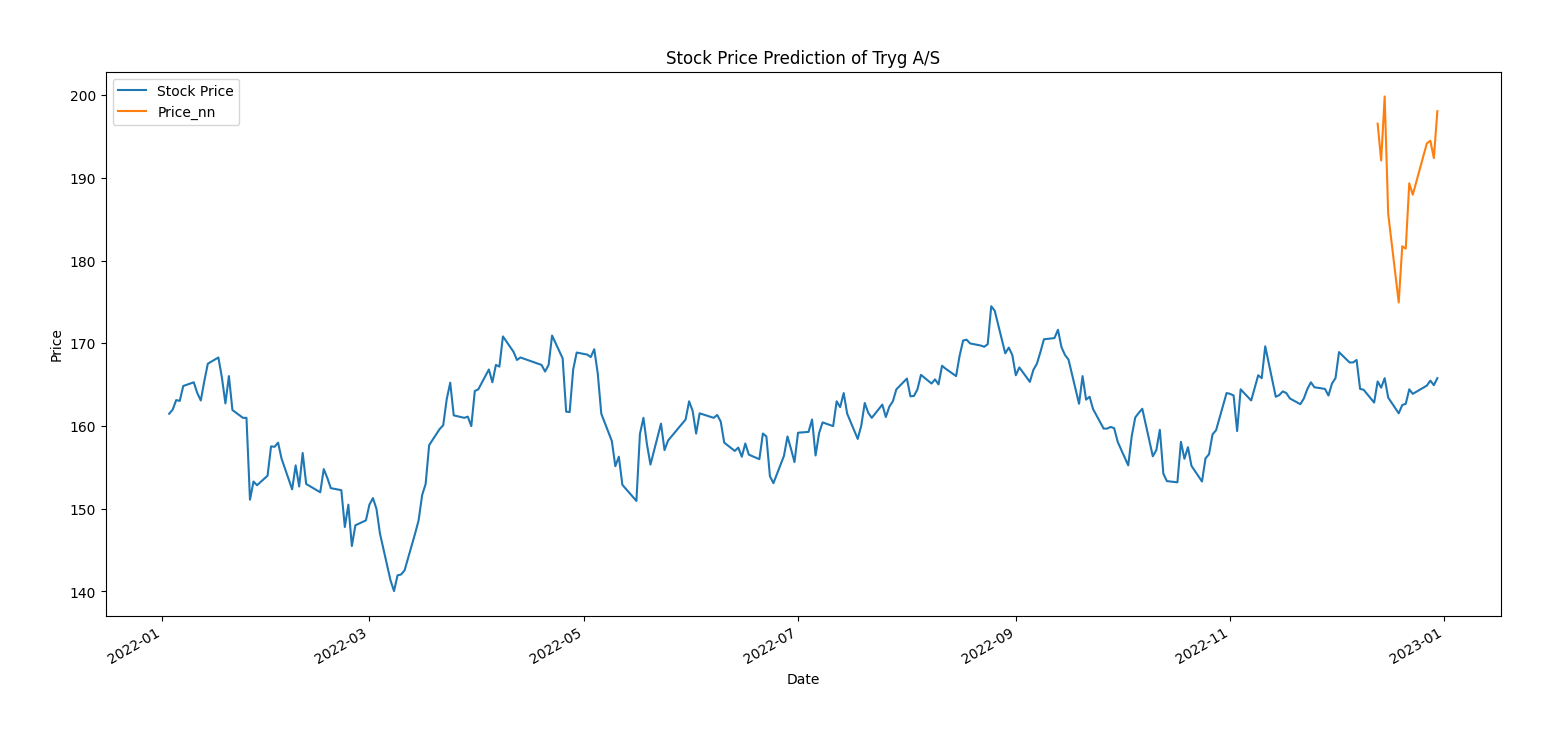 Stock Price Prediction of Tryg A/S
Stock Price
Price_nn
200
190
180
170
160
150
140
Price
2022-01
2022-03
2022-05
2022-07
2022-09
2022-11
2023-01
Date